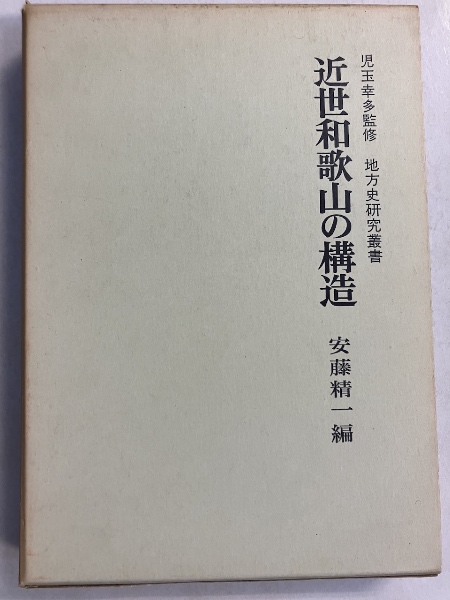 児玉幸多監修 地方史研究叢書
近世和歌山の構造
安藤精一編